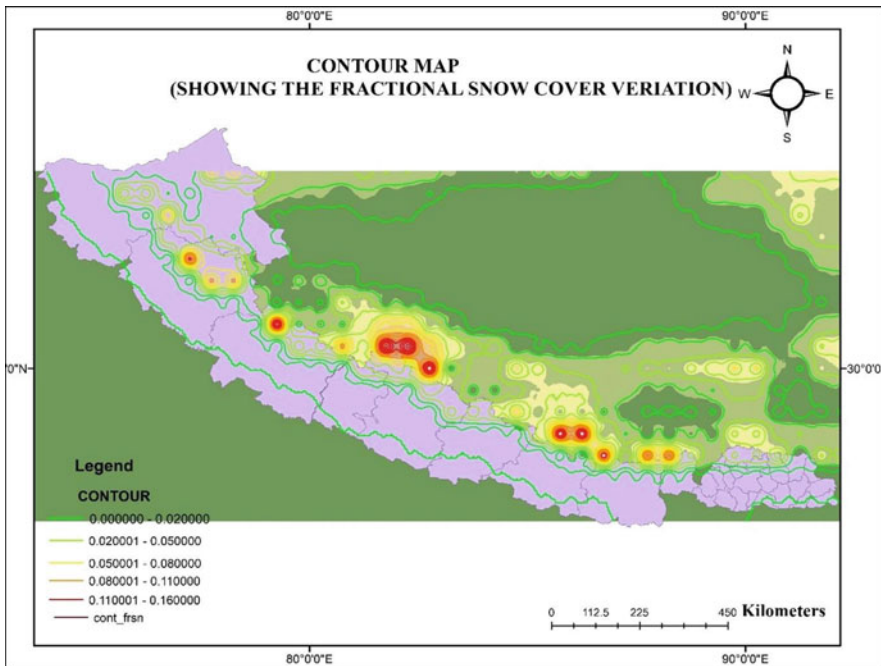 80°0'0"E 90°0'0"E
CONTOUR MAP
(SHOWING THE FRACTIONAL SNOW COVER VERIATION)
N
W E
S
'0"N 30°0'0
Legend
CONTOUR
0.000000 - 0.020000
0.020001 - 0.050000
0.050001 - 0.080000
0.080001 - 0.110000
0.110001 - 0.160000
cont_frsn
0 112.5 225 450 Kilometers
80°0'0"E 90°0'0"E